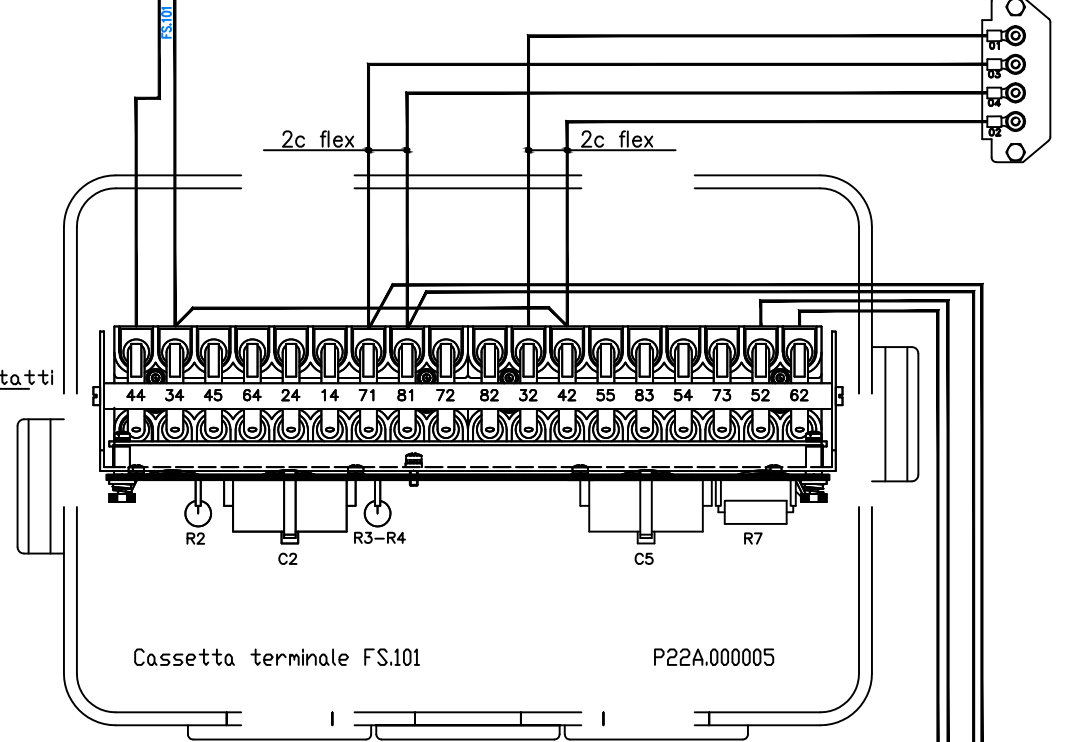 FS.101
01
03
04
02
2c flex
2c flex
tatti
44 34 45 64 24 14 71 81 72 82 32 42 55 83 54 73 52 62
R2
C2
R3-R4
C5
R7
Cassetta terminale FS.101
P22A.000005